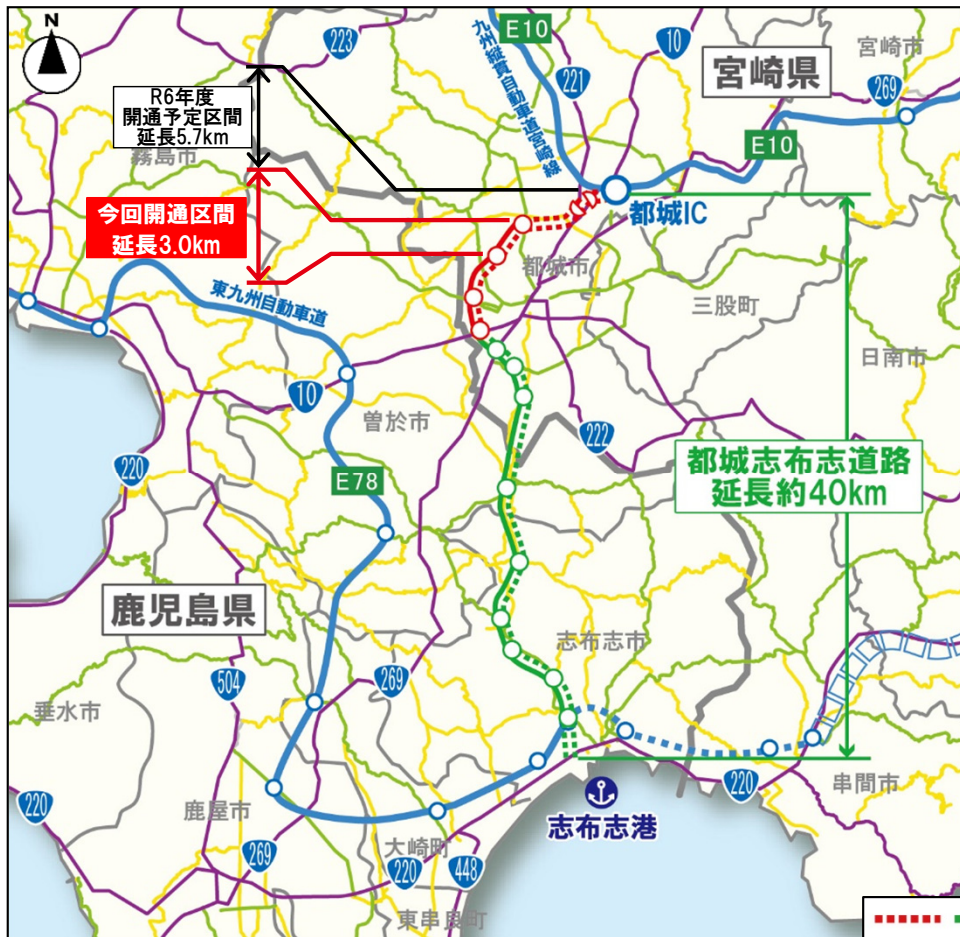 N
223
E10
10
宮崎市
九州縦貫自動車道宮崎線
221
宮崎県
269
R6年度
開通予定区間
延長5.7km
E10
霧島市
都城IC
今回開通区間
延長3.0km
都城市
三股町
東九州自動車道
日南市
10
曽於市
222
220
都城志布志道路
延長約40km
E78
鹿児島県
志布志市
504
269
垂水市
220
220
串間市
鹿屋市
志布志港
大崎町
269
220
448
東串良町